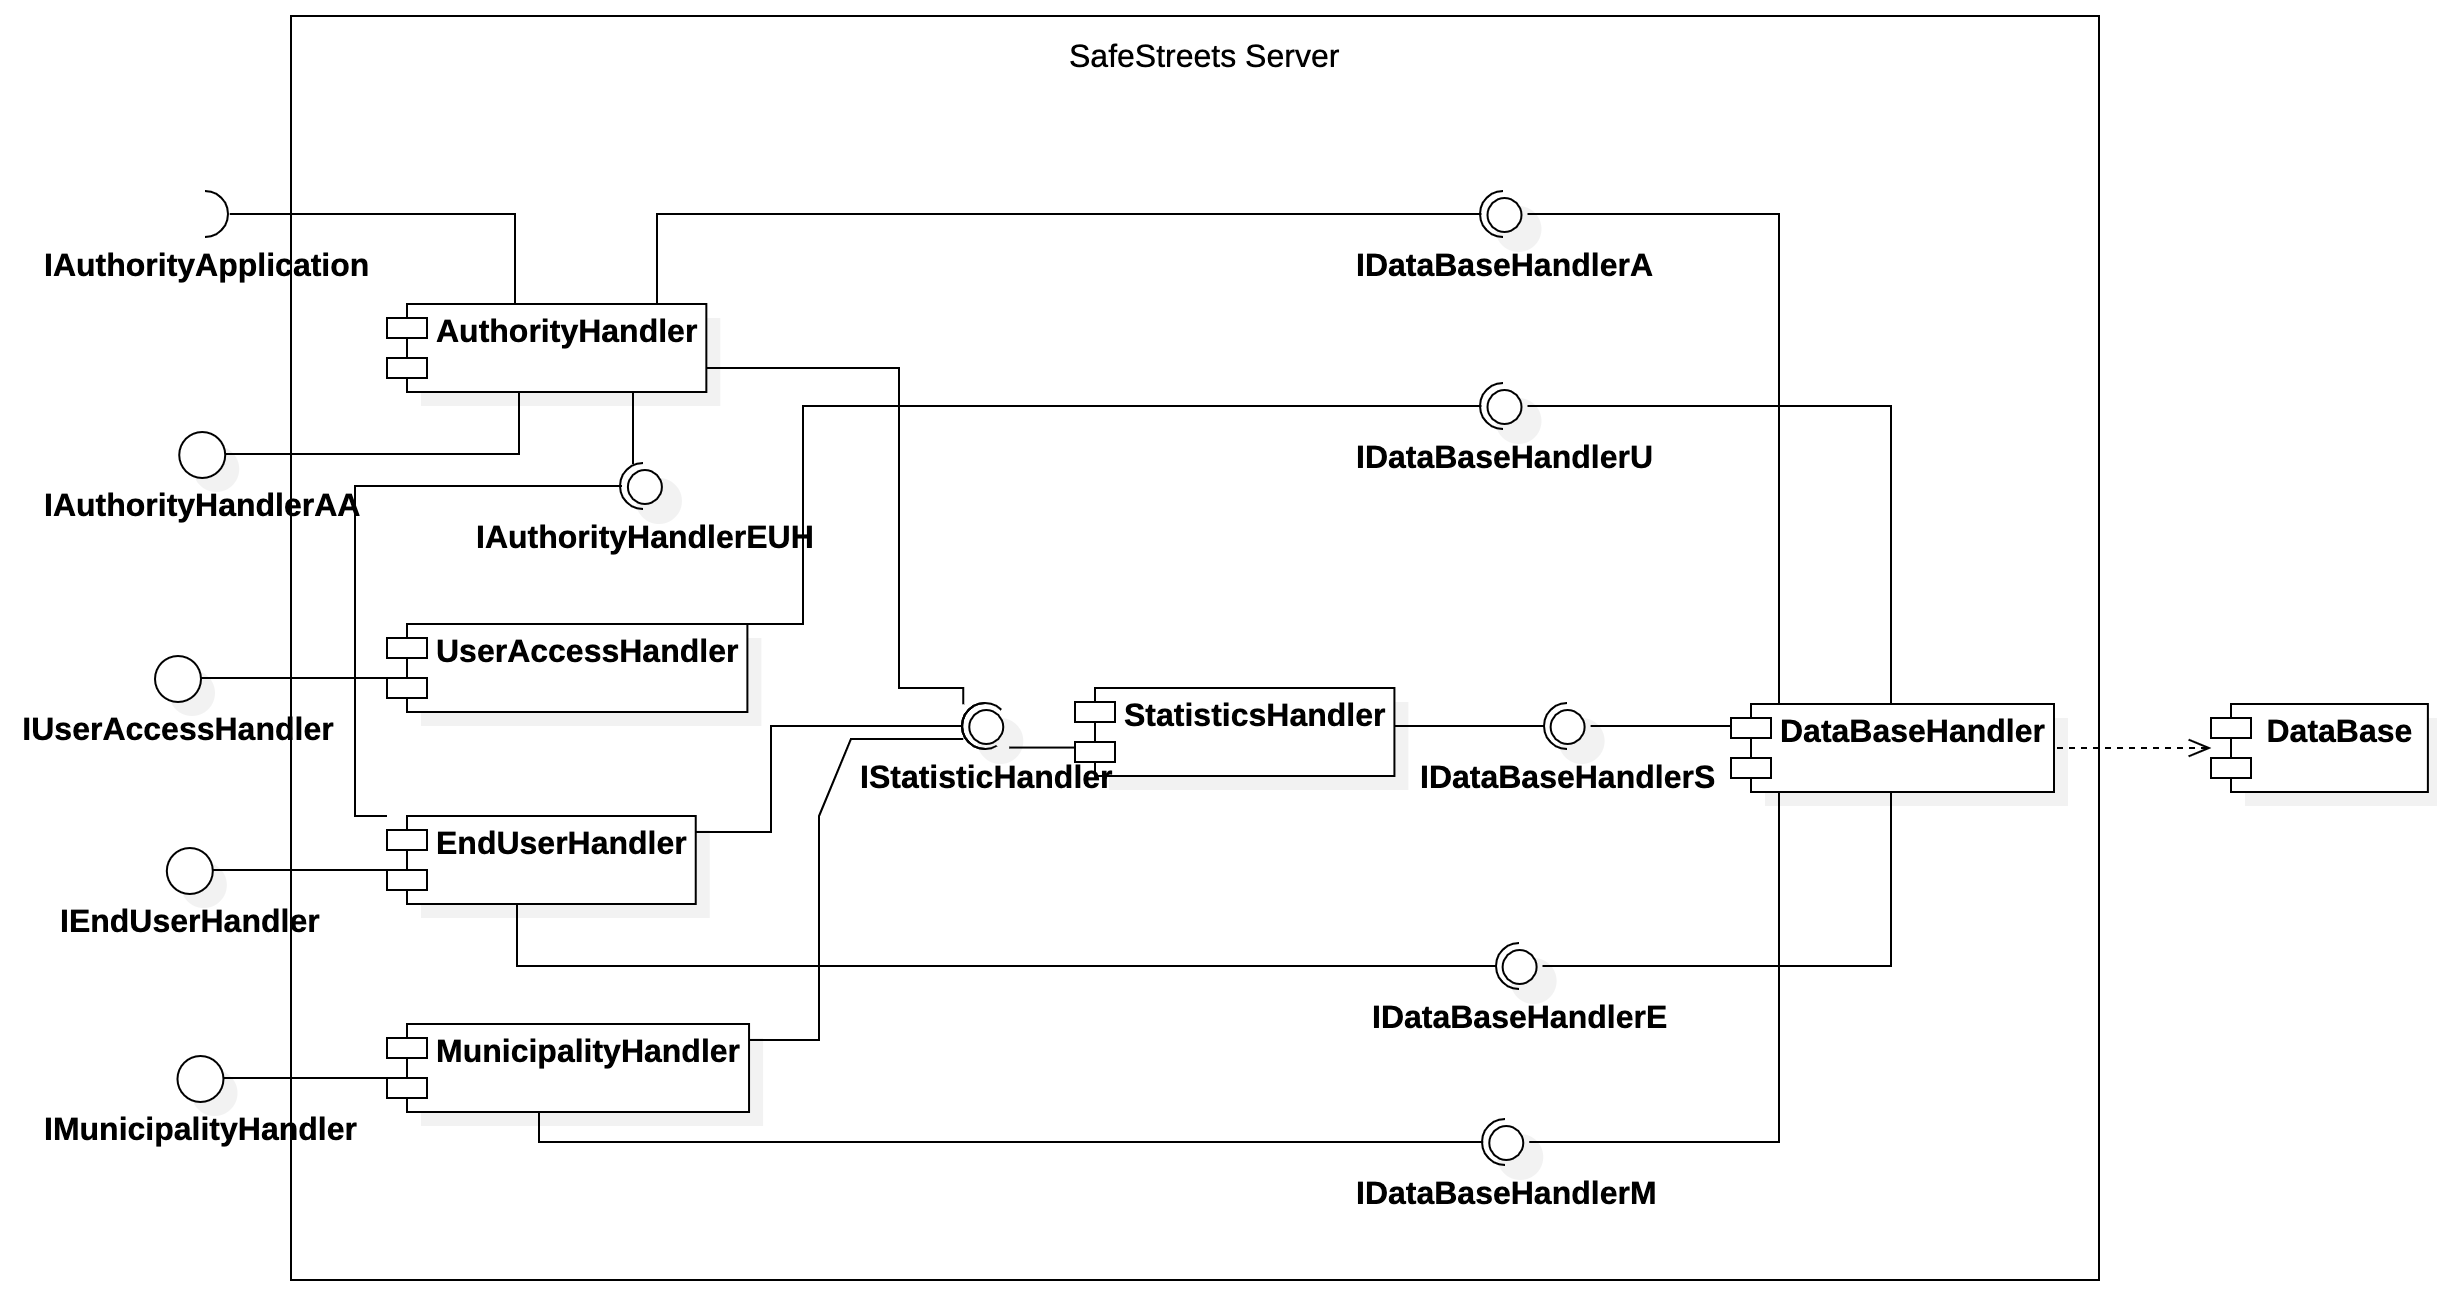 SafeStreets Server
IAuthorityApplication
IDataBaseHandlerA
AuthorityHandler
IDataBaseHandlerU
IAuthorityHandlerAA
IAuthorityHandlerEUH
UserAccessHandler
IUserAccessHandler
StatisticsHandler
DataBaseHandler
DataBase
IStatisticHandler
IDataBaseHandlerS
EndUserHandler
IEndUserHandler
IDataBaseHandlerE
MunicipalityHandler
IMunicipalityHandler
IDataBaseHandlerM